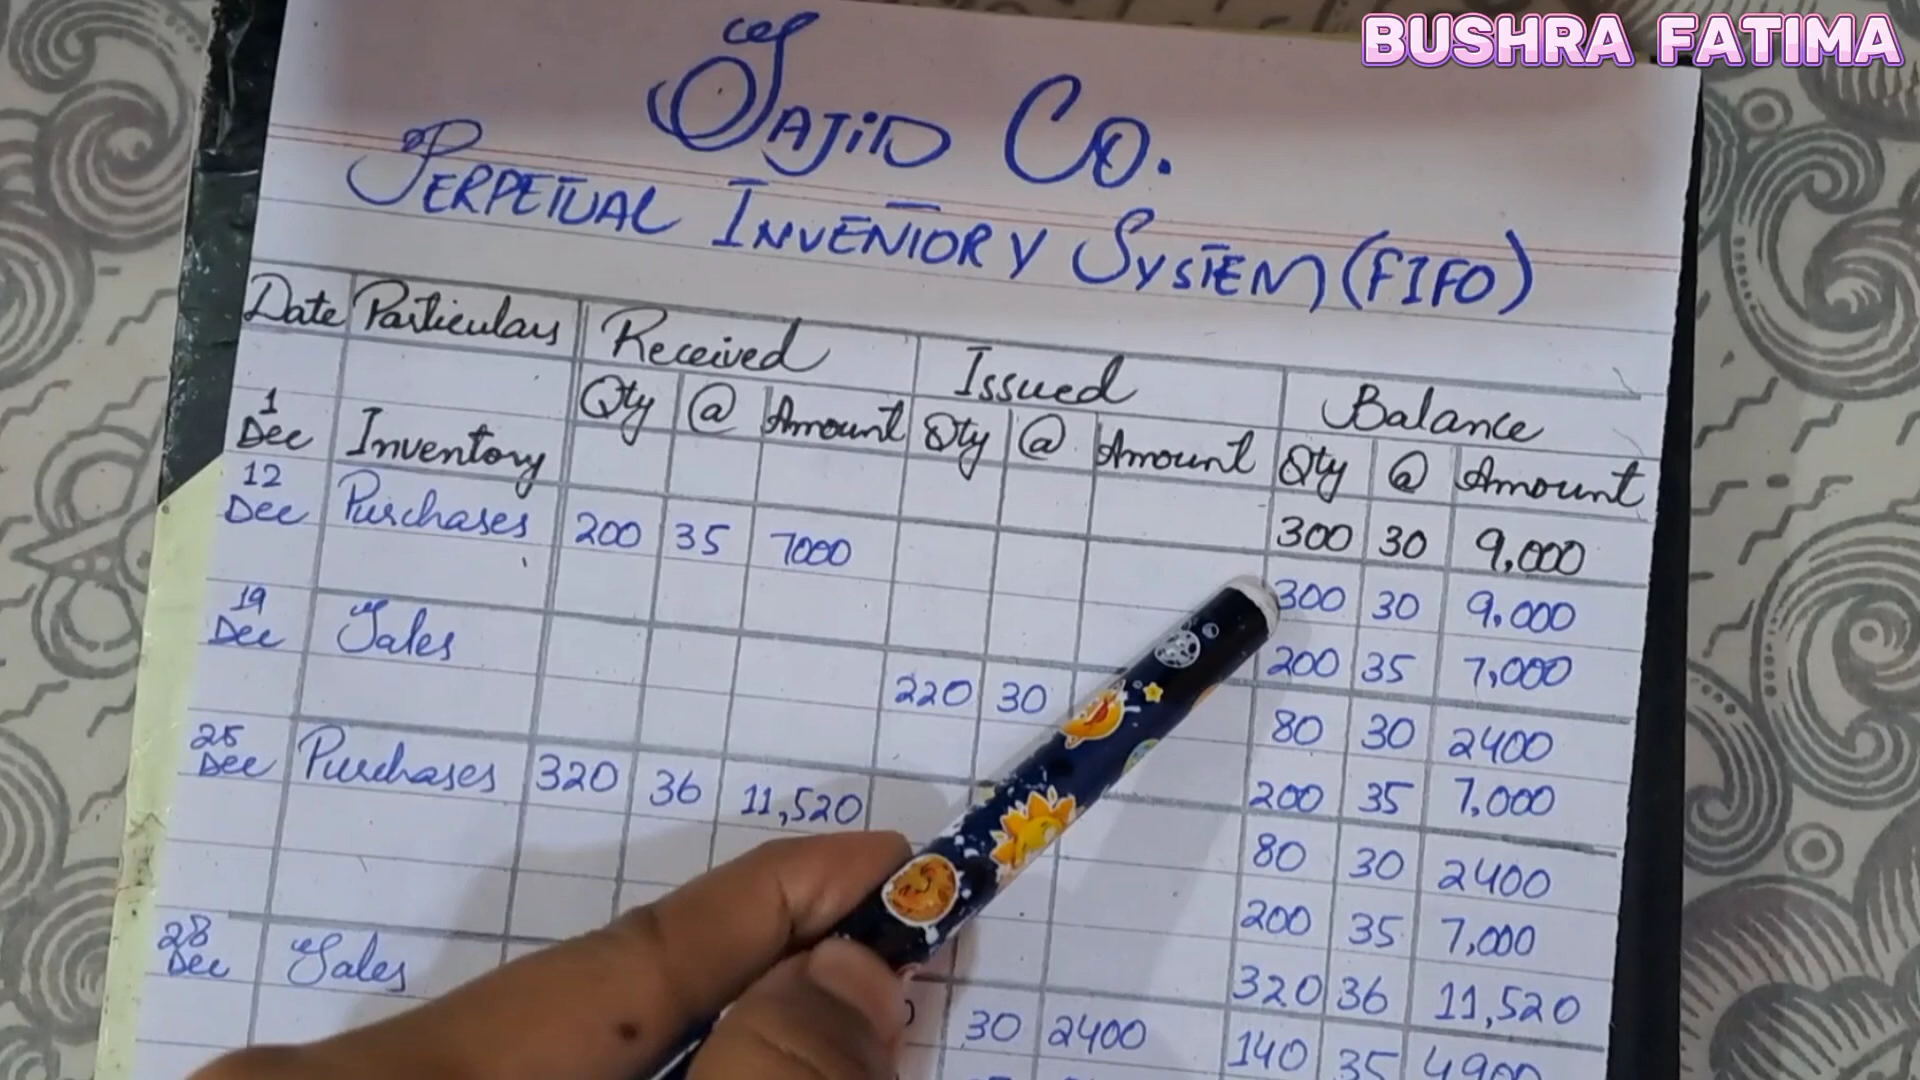 BUSHRA FATIMA
Sajid Co.
PERPETUAL INVENTORY SYSTEM (FIFO)
Date Particulars Received Issued Balance
Qty @ Amount Qty @ Amount Qty @ Amount
1 Dec Inventory 300 30 9,000
12 Dec Purchases 200 35 7000 300 30 9,000
200 35 7,000
19 Dec Sales 220 30 80 30 2400
200 35 7,000
25 Dec Purchases 320 36 11,520 80 30 2400
200 35 7,000
320 36 11,520
28 Dec Sales 30 2400 140 35 4900